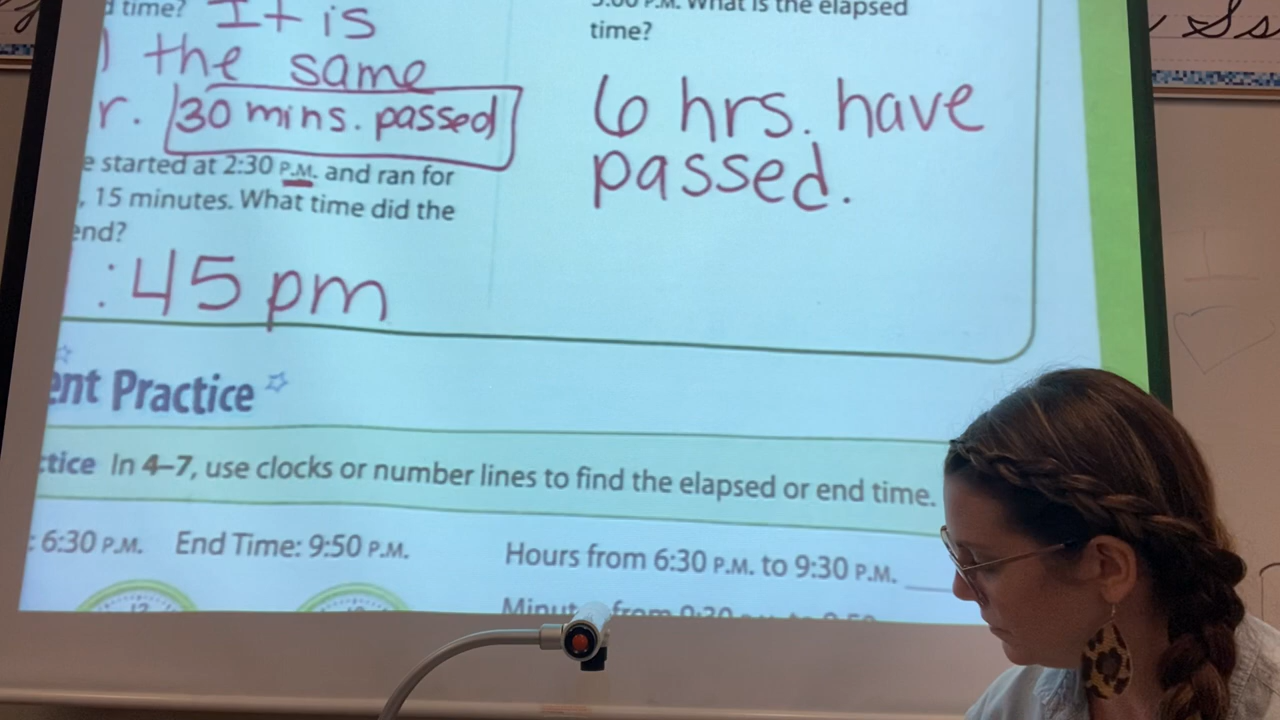 time?
It is
the same
r. 30 mins. passed
e started at 2:30 P.M. and ran for
, 15 minutes. What time did the
end?
:45 pm
P.M. What is the elapsed
time?
6 hrs. have
passed.
ent Practice
tice In 4–7, use clocks or number lines to find the elapsed or end time.
: 6:30 P.M. End Time: 9:50 P.M.
Hours from 6:30 P.M. to 9:30 P.M.
12
Ss